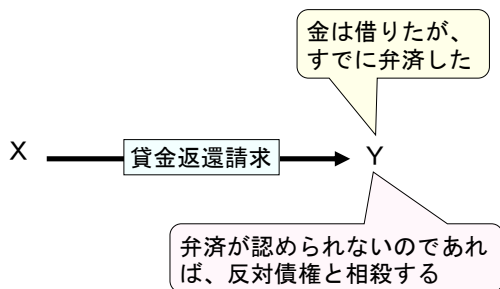 金は借りたが、
すでに弁済した
X
貸金返還請求
Y
弁済が認められないのであれ
ば、反対債権と相殺する